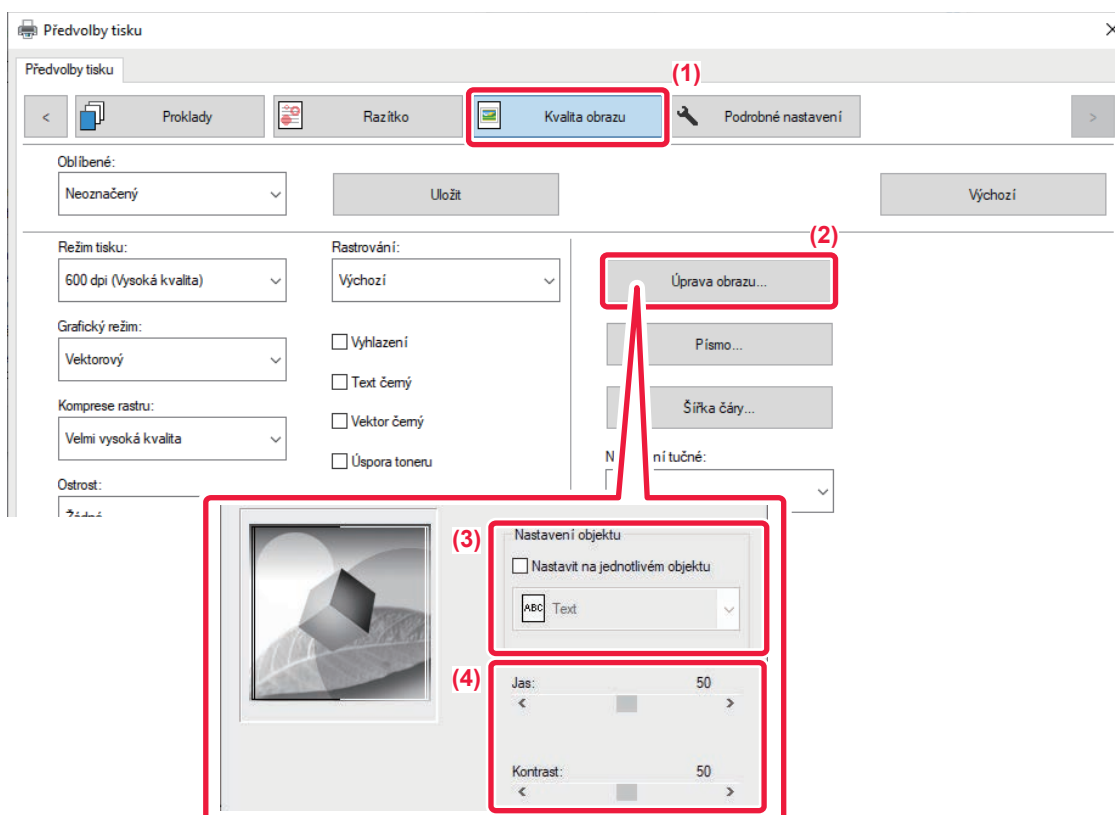 Předvolby tisku
Předvolby tisku
(1)
< Proklady Razítko Kvalita obrazu Podrobné nastavení >
Oblíbené:
Neoznačený Uložit Výchozí
(2)
Režim tisku: Rastrování:
600 dpi (Vysoká kvalita) Výchozí Úprava obrazu...
Grafický režim:
Vektorový Vyhlazení Písmo...
Text černý
Komprese rastru:
Velmi vysoká kvalita Vektor černý Šířka čáry...
Úspora toneru ní tučné:
Ostrost:
(3) Nastavení objektu
Nastavit na jednotlivém objektu
ABC Text
(4) Jas: 50
< >
Kontrast: 50
< >